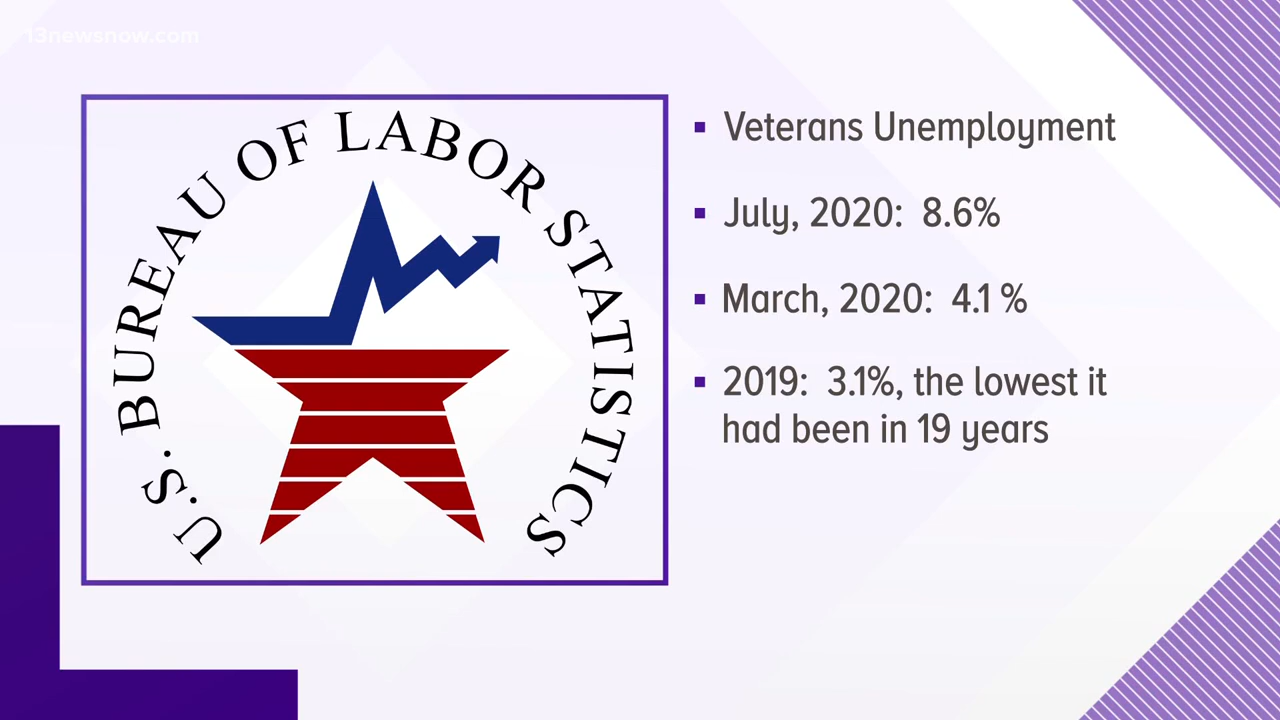 13newsnow.com
U.S. BUREAU OF LABOR STATISTICS
▪ Veterans Unemployment
▪ July, 2020: 8.6%
▪ March, 2020: 4.1 %
▪ 2019: 3.1%, the lowest it
had been in 19 years